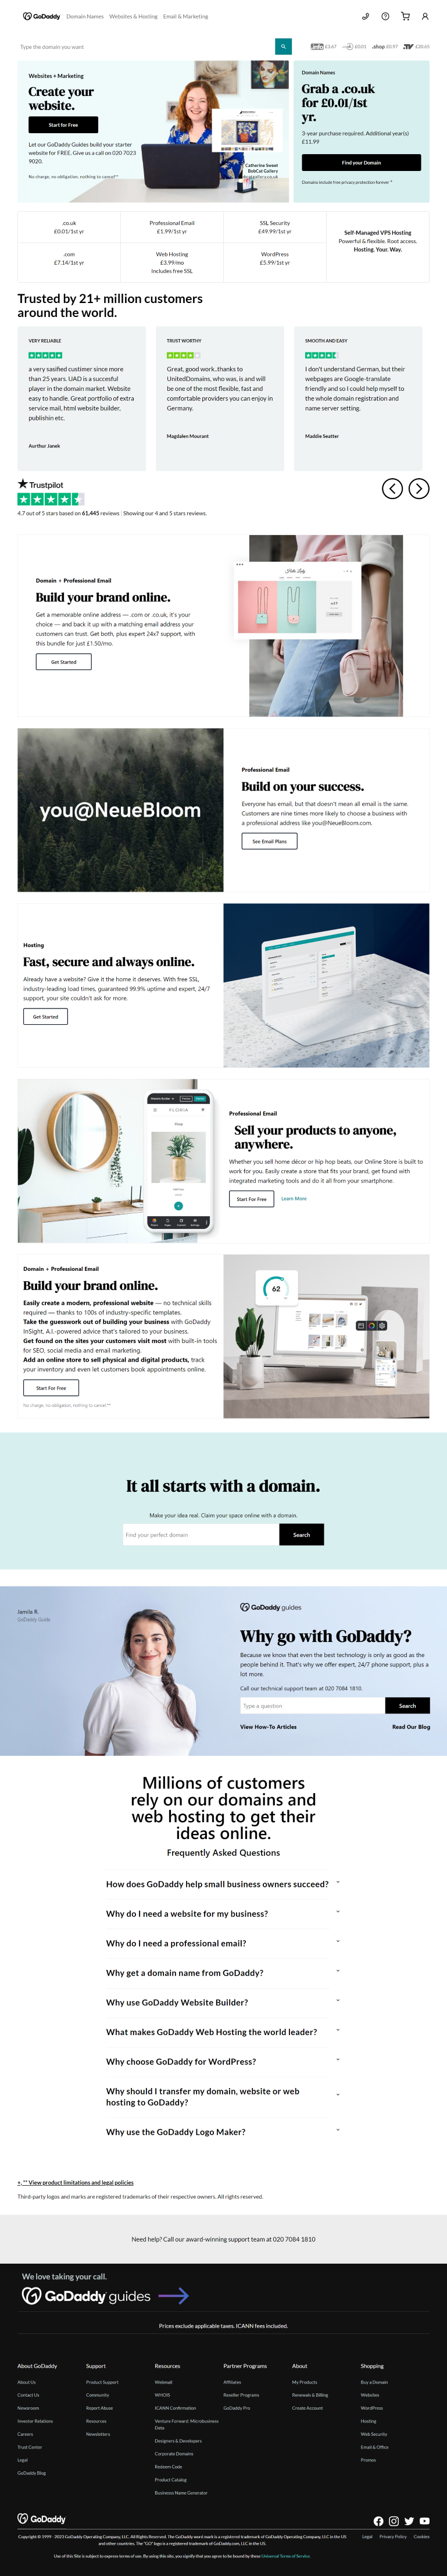 GoDaddy Domain Names Websites & Hosting Email & Marketing
Type the domain you want
£3.67 £0.01 .shop £0.97 .TV £28.65
Websites + Marketing
Create your
website.
Start for Free
Let our GoDaddy Guides build your starter
website for FREE. Give us a call on 020 7023
9020.
No charge, no obligation, nothing to cancel**
Catherine Sweet
BobCat Gallery
Domain Names
Grab a .co.uk
for £0.01/1st
yr.
3-year purchase required. Additional year(s)
£11.99
Find your Domain
Domains include free privacy protection forever *
.co.uk
£0.01/1st yr
Professional Email
£1.99/1st yr
SSL Security
£49.99/1st yr
.com
£7.14/1st yr
Web Hosting
£3.99/mo
Includes free SSL
WordPress
£5.99/1st yr
Self-Managed VPS Hosting
Powerful & flexible. Root access.
Hosting. Your. Way.
Trusted by 21+ million customers
around the world.
VERY RELIABLE
a very sasified custimer since more
than 25 years. UAD is a succesful
player in the domain market. Website
easy to handle. Great portfolio of extra
service mail, html website builder,
publishin etc.
Aurthur Janek
TRUST WORTHY
Great, good work..thanks to
UnitedDomains, who was, is and will
be one of the most flexible, fast, and
comfortable providers you can enjoy in
Germany.
Magdalen Mourant
SMOOTH AND EASY
I don't understand German, but their
webpages are Google-translate
friendly and so I could help myself to
the whole domain registration and
name server setting.
Maddie Seatter
Trustpilot
4.7 out of 5 stars based on 61,445 reviews | Showing our 4 and 5 stars reviews.
Domain + Professional Email
Build your brand online.
Get a memorable online address — .com or .co.uk, it's your
choice — and back it up with a matching email address your
customers can trust. Get both, plus expert 24x7 support, with
this bundle for just £1.50/mo.
Get Started
Hello Lady
you@NeueBloom
Professional Email
Build on your success.
Everyone has email, but that doesn't mean all email is the same.
Customers are nine times more likely to choose a business with
a professional address like you@NeueBloom.com.
See Email Plans
Hosting
Fast, secure and always online.
Already have a website? Give it the home it deserves. With free SSL,
industry-leading load times, guaranteed 99.9% uptime and expert, 24/7
support, your site couldn't ask for more.
Get Started
FLORIA
Shop
Professional Email
Sell your products to anyone,
anywhere.
Whether you sell home décor or hip hop beats, our Online Store is built to
work for you. Easily create a store that fits your brand, get found with
integrated marketing tools and do it all from your smartphone.
Start For Free Learn More
Domain + Professional Email
Build your brand online.
Easily create a modern, professional website — no technical skills
required — thanks to 100s of industry-specific templates.
Take the guesswork out of building your business with GoDaddy
InSight, A.I.-powered advice that's tailored to your business.
Get found on the sites your customers visit most with built-in tools
for SEO, social media and email marketing.
Add an online store to sell physical and digital products, track
your inventory and even let customers book appointments online.
Start For Free
No charge, no obligation, nothing to cancel.**
62
It all starts with a domain.
Make your idea real. Claim your space online with a domain.
Find your perfect domain Search
Jamila R.
GoDaddy Guide
GoDaddy guides
Why go with GoDaddy?
Because we know that even the best technology is only as good as the
people behind it. That's why we offer expert, 24/7 phone support, plus a
lot more.
Call our technical support team at 020 7084 1810.
Type a question Search
View How-To Articles Read Our Blog
Millions of customers
rely on our domains and
web hosting to get their
ideas online.
Frequently Asked Questions
How does GoDaddy help small business owners succeed?
Why do I need a website for my business?
Why do I need a professional email?
Why get a domain name from GoDaddy?
Why use GoDaddy Website Builder?
What makes GoDaddy Web Hosting the world leader?
Why choose GoDaddy for WordPress?
Why should I transfer my domain, website or web
hosting to GoDaddy?
Why use the GoDaddy Logo Maker?
+, ** View product limitations and legal policies
Third-party logos and marks are registered trademarks of their respective owners. All rights reserved.
Need help? Call our award-winning support team at 020 7084 1810
We love taking your call.
GoDaddy guides
Prices exclude applicable taxes. ICANN fees included.
About GoDaddy
About Us
Contact Us
Newsroom
Investor Relations
Careers
Trust Center
Legal
GoDaddy Blog
Support
Product Support
Community
Report Abuse
Resources
Newsletters
Resources
Webmail
WHOIS
ICANN Confirmation
Venture Forward: Microbusiness
Data
Designers & Developers
Corporate Domains
Redeem Code
Product Catalog
Business Name Generator
Partner Programs
Affiliates
Reseller Programs
GoDaddy Pro
About
My Products
Renewals & Billing
Create Account
Shopping
Buy a Domain
Websites
WordPress
Hosting
Web Security
Email & Office
Promos
GoDaddy
Copyright © 1999 - 2023 GoDaddy Operating Company, LLC. All Rights Reserved. The GoDaddy word mark is a registered trademark of GoDaddy Operating Company, LLC in the US
and other countries. The "GO" logo is a registered trademark of GoDaddy.com, LLC in the US.
Legal Privacy Policy Cookies
Use of this Site is subject to express terms of use. By using this site, you signify that you agree to be bound by these Universal Terms of Service.